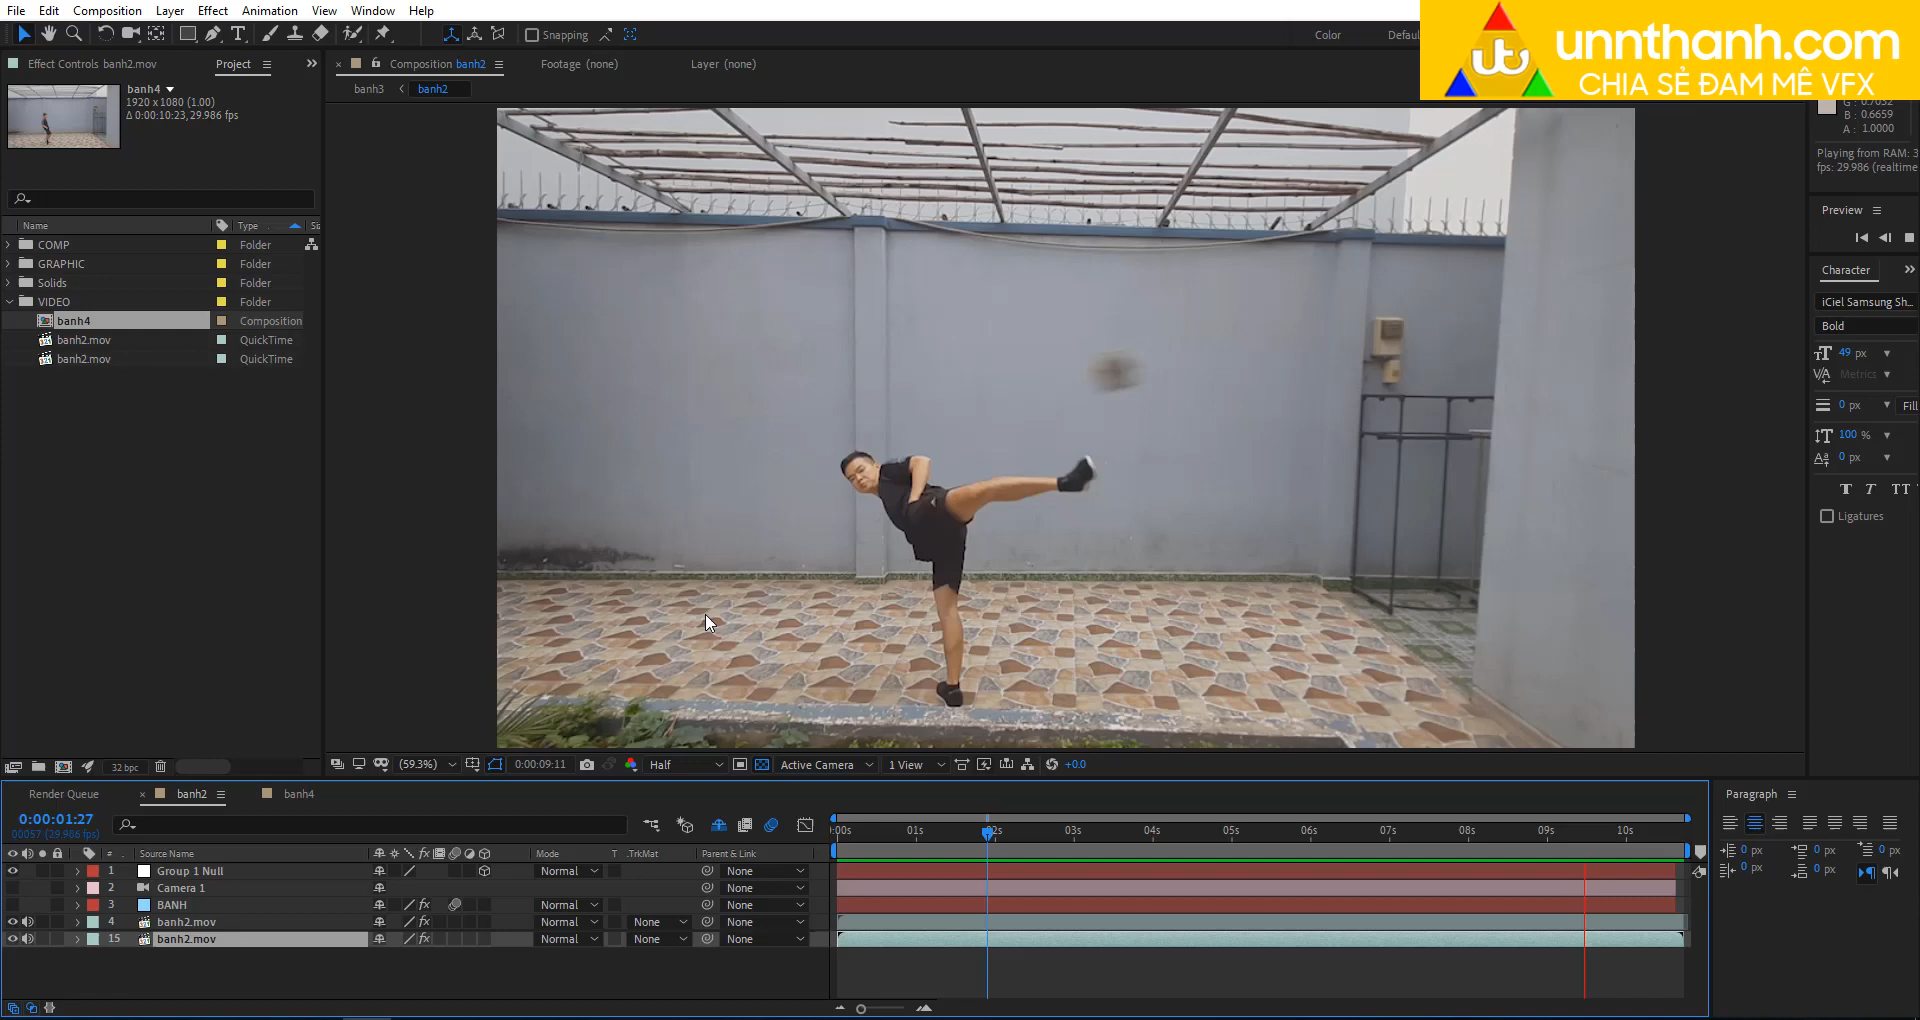 File Edit Composition Layer Effect Animation View Window Help
Snapping
Color
unnthanh.com
CHIA SẺ ĐAM MÊ VFX
Effect Controls banh2.mov Project
Composition banh2
Footage (none)
Layer (none)
banh3 banh2
banh4
1920 x 1080 (1.00)
Δ 0:00:10:23, 29.986 fps
Name Type
COMP Folder
GRAPHIC Folder
Solids Folder
VIDEO Folder
banh4 Composition
banh2.mov QuickTime
banh2.mov QuickTime
32 bpc
(59.3%) 0:00:09:11 Half Active Camera 1 View +0.0
B : 0.6659
A : 1.0000
Playing from RAM: 3
fps: 29.986 (realtime
Preview
Character
iCiel Samsung Sh...
Bold
49 px
Metrics
0 px Fill
100 %
0 px
Ligatures
Render Queue banh2 banh4
0:00:01:27
00057 (29.986 fps)
01s 03s 04s 05s 06s 07s 08s 09s 10s
# Source Name Mode T .TrkMat Parent & Link
1 Group 1 Null Normal None
2 Camera 1 None
3 BANH Normal None
4 banh2.mov Normal None None
15 banh2.mov Normal None None
Paragraph
0 px 0 px 0 px
0 px 0 px